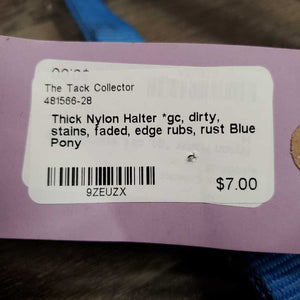 The Tack Collector
481566-28
Thick Nylon Halter *gc, dirty,
stains, faded, edge rubs, rust Blue
Pony
9ZEUZX
$7.00